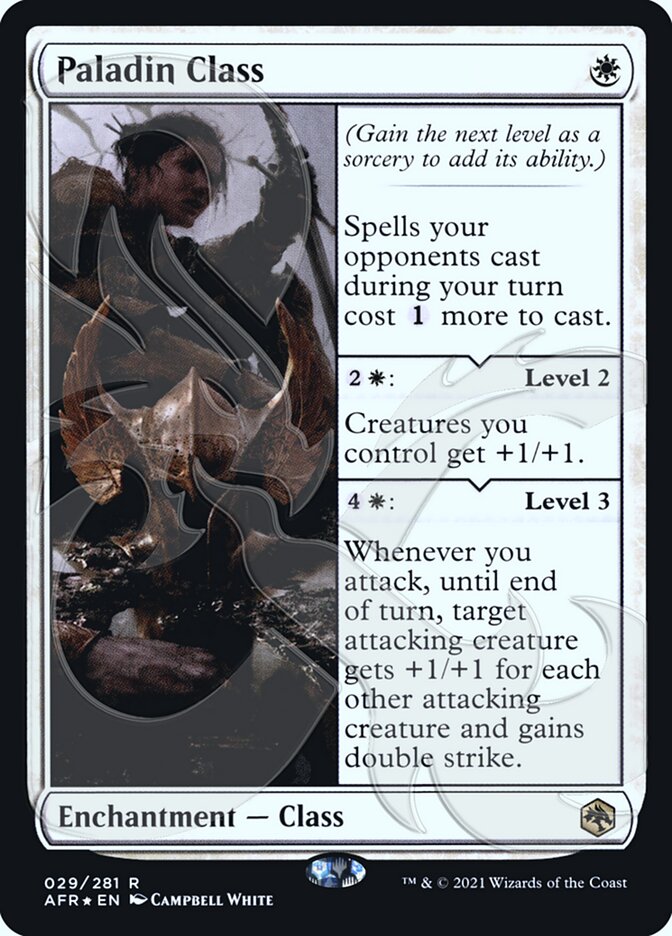 Paladin Class
(Gain the next level as a
sorcery to add its ability.)
Spells your
opponents cast
during your turn
cost 1 more to cast.
2 : Level 2
Creatures you
control get +1/+1.
4 : Level 3
Whenever you
attack, until end
of turn, target
attacking creature
gets +1/+1 for each
other attacking
creature and gains
double strike.
Enchantment — Class
029/281 R
AFR★EN Campbell White
™ & © 2021 Wizards of the Coast